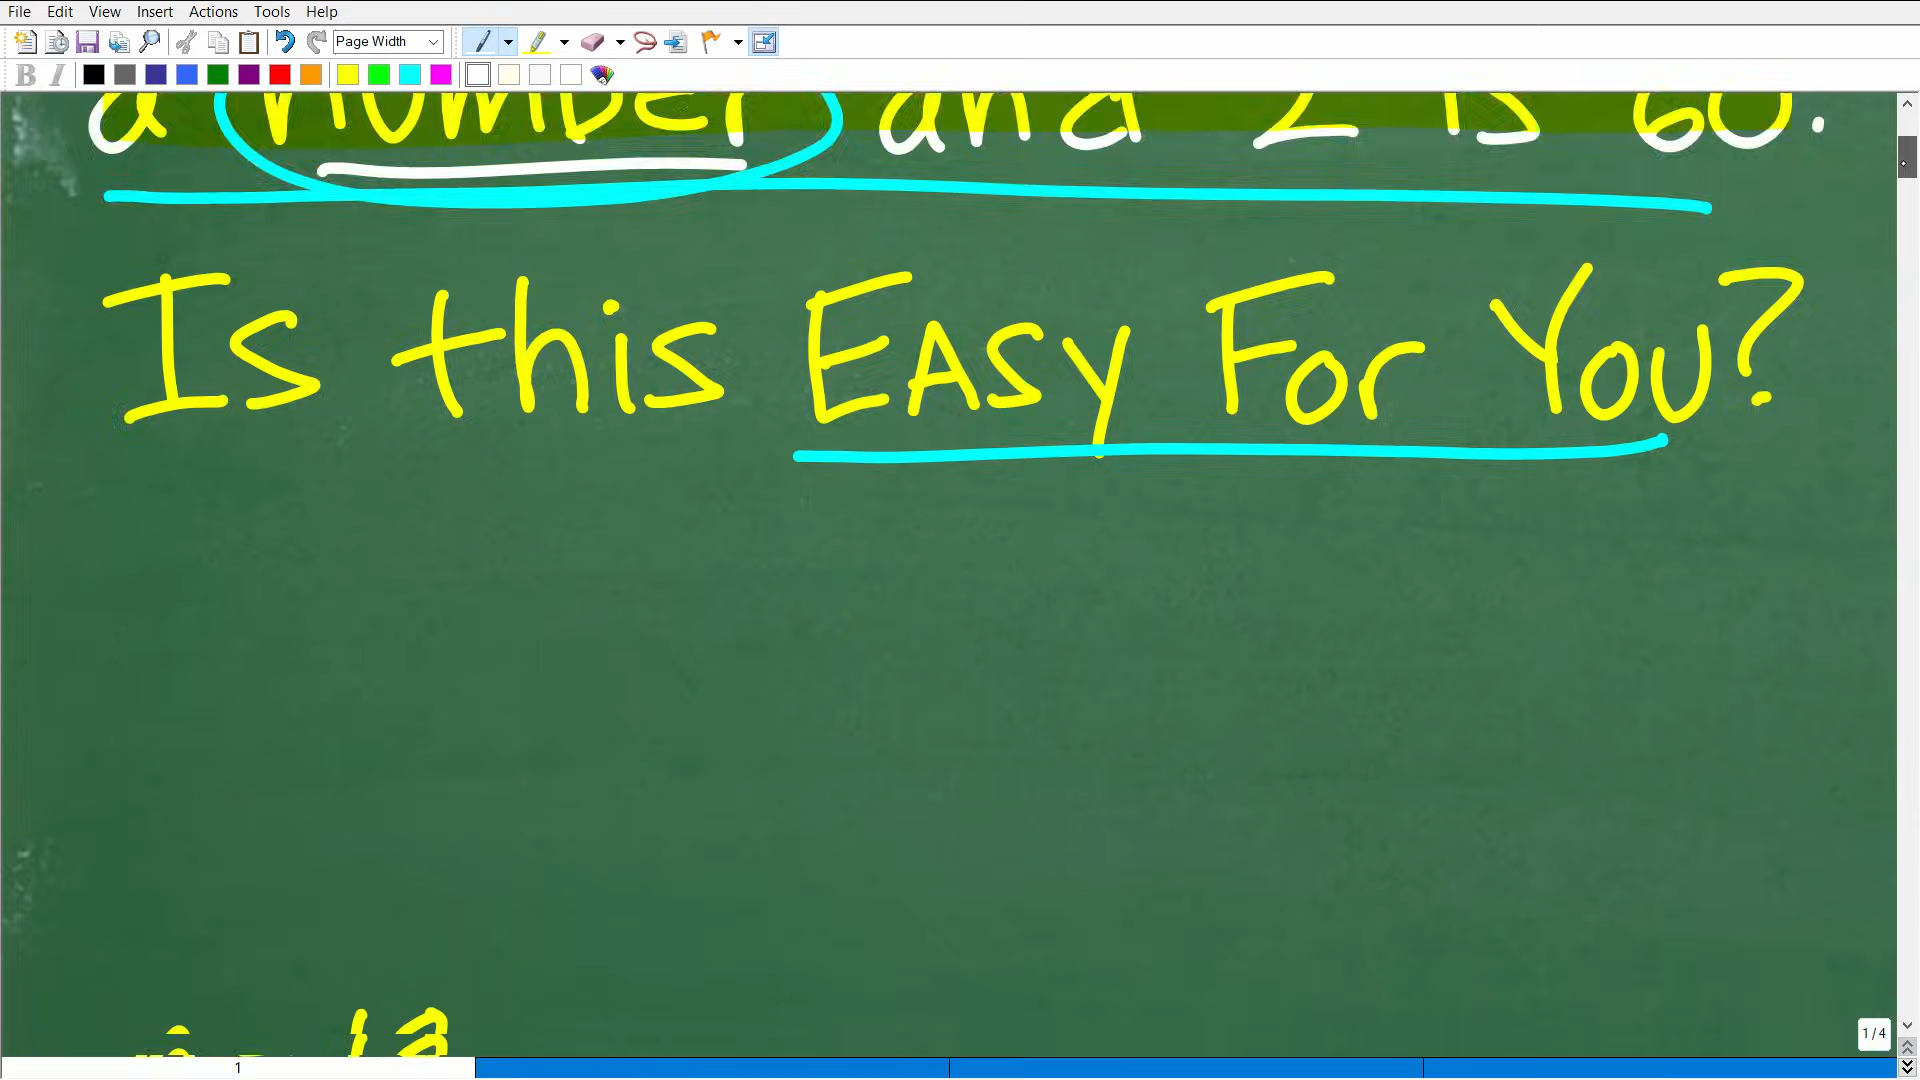 File Edit View Insert Actions Tools Help
Page Width
B I
a number and 2 is 60.
Is this EASy For You?
1/4
1